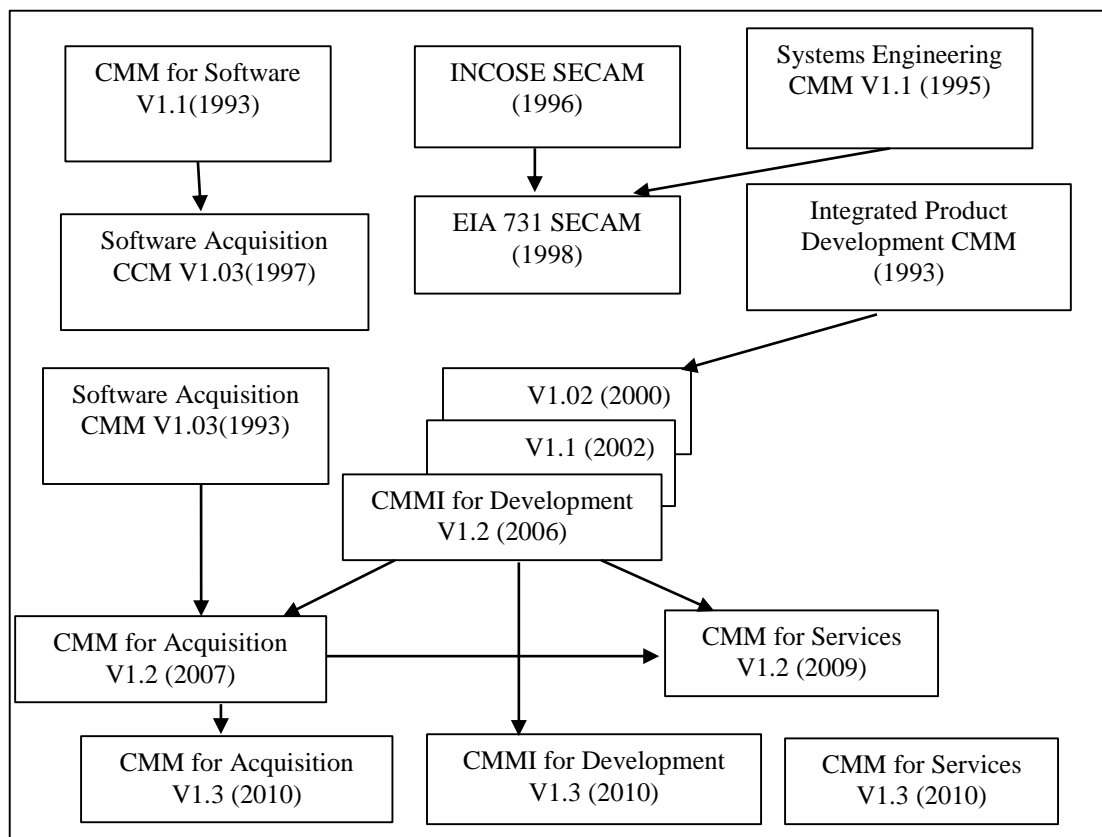 CMM for Software
V1.1(1993)
INCOSE SECAM
(1996)
Systems Engineering
CMM V1.1 (1995)
Software Acquisition
CCM V1.03(1997)
EIA 731 SECAM
(1998)
Integrated Product
Development CMM
(1993)
Software Acquisition
CMM V1.03(1993)
V1.02 (2000)
V1.1 (2002)
CMMI for Development
V1.2 (2006)
CMM for Acquisition
V1.2 (2007)
CMM for Services
V1.2 (2009)
CMM for Acquisition
V1.3 (2010)
CMMI for Development
V1.3 (2010)
CMM for Services
V1.3 (2010)